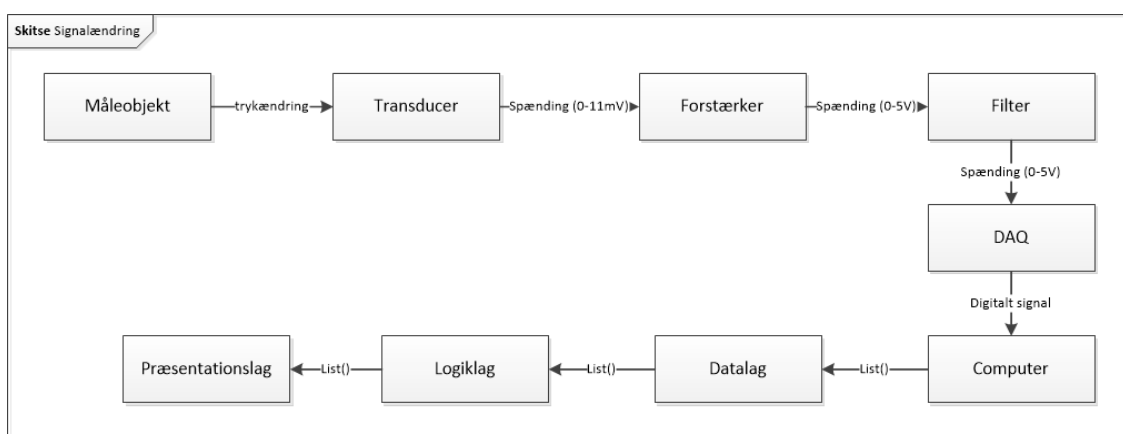 Skitse Signalændring
Måleobjekt
trykændring
Transducer
Spænding (0-11mV)
Forstærker
Spænding (0-5V)
Filter
Spænding (0-5V)
DAQ
Digitalt signal
Computer
List()
Datalag
List()
Logiklag
List()
Præsentationslag